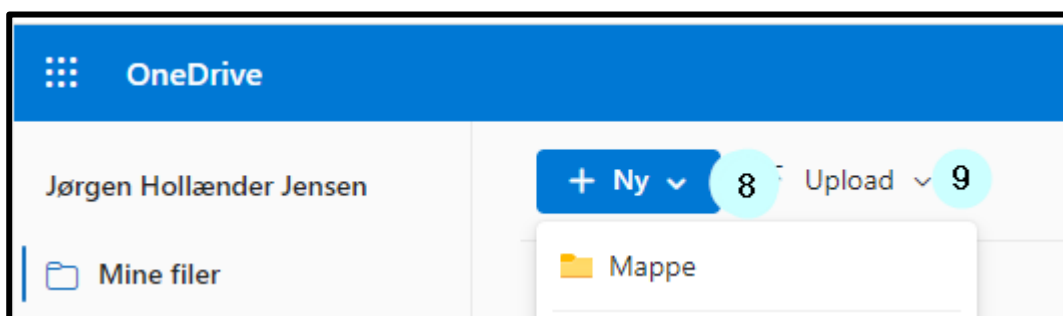 OneDrive
Jørgen Hollænder Jensen
+ Ny 8 Upload 9
Mine filer
Mappe